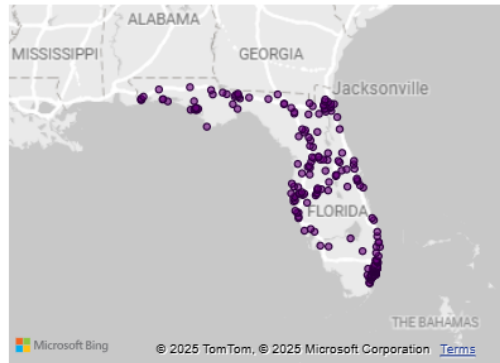 ALABAMA
MISSISSIPPI
GEORGIA
Jacksonville
FLORIDA
THE BAHAMAS
Microsoft Bing
© 2025 TomTom, © 2025 Microsoft Corporation Terms